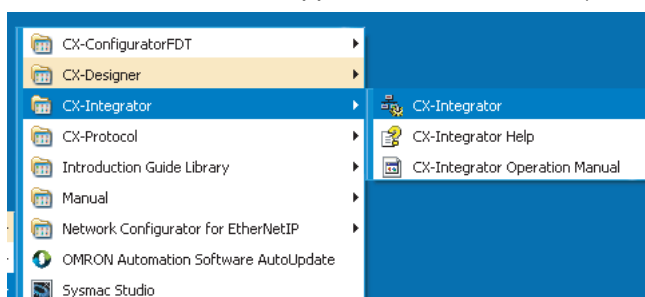 CX-ConfiguratorFDT
CX-Designer
CX-Integrator
CX-Protocol
Introduction Guide Library
Manual
Network Configurator for EtherNetIP
OMRON Automation Software AutoUpdate
Sysmac Studio
CX-Integrator
CX-Integrator Help
CX-Integrator Operation Manual